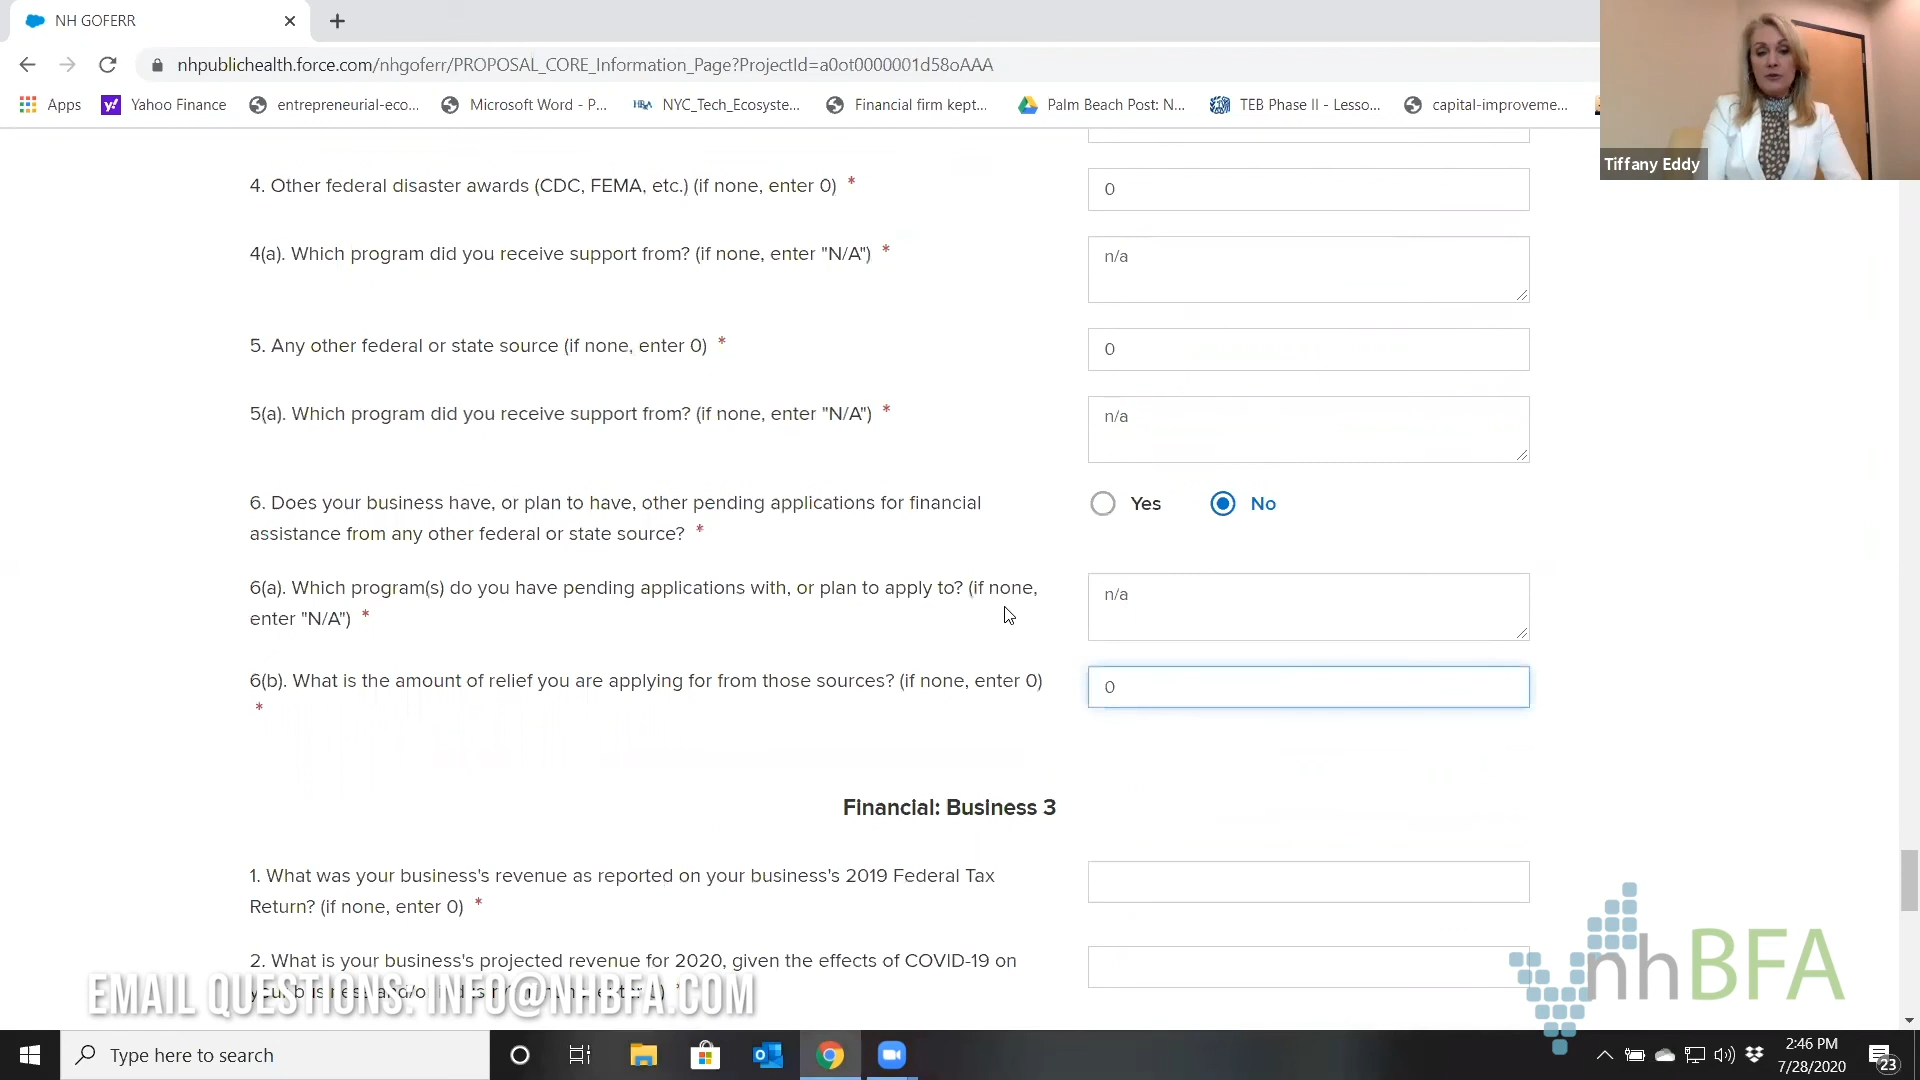 NH GOFERR
nhpublichealth.force.com/nhgoferr/PROPOSAL_CORE_Information_Page?ProjectId=a0ot0000001d58oAAA
Apps Yahoo Finance entrepreneurial-eco... Microsoft Word - P... NYC_Tech_Ecosyste... Financial firm kept... Palm Beach Post: N... TEB Phase II - Lesso... capital-improveme...
Tiffany Eddy
4. Other federal disaster awards (CDC, FEMA, etc.) (if none, enter 0) *
0
4(a). Which program did you receive support from? (if none, enter "N/A") *
n/a
5. Any other federal or state source (if none, enter 0) *
0
5(a). Which program did you receive support from? (if none, enter "N/A") *
n/a
6. Does your business have, or plan to have, other pending applications for financial
assistance from any other federal or state source? *
Yes No
6(a). Which program(s) do you have pending applications with, or plan to apply to? (if none,
enter "N/A") *
n/a
6(b). What is the amount of relief you are applying for from those sources? (if none, enter 0)
*
0
Financial: Business 3
1. What was your business's revenue as reported on your business's 2019 Federal Tax
Return? (if none, enter 0) *
2. What is your business's projected revenue for 2020, given the effects of COVID-19 on
EMAIL QUESTIONS: INFO@NHBFA.COM
nhBFA
Type here to search
2:46 PM
7/28/2020
23